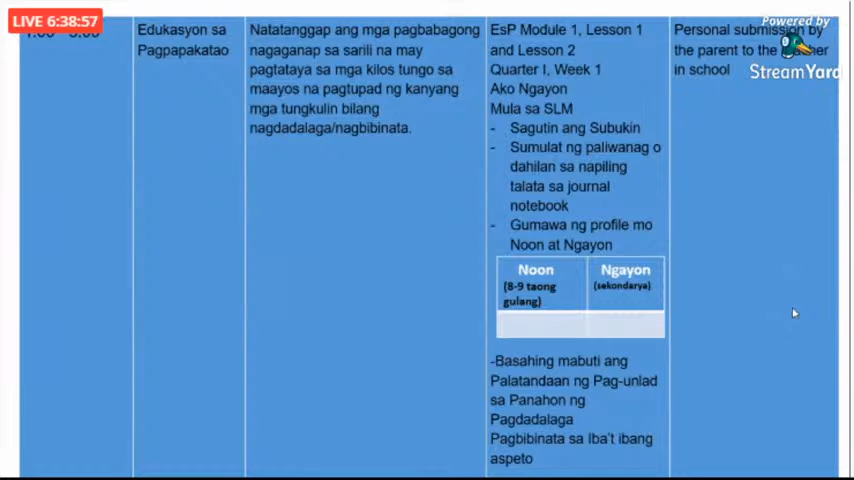 LIVE 6:38:57
Powered by
StreamYard
Edukasyon sa
Pagpapakatao
Natatanggap ang mga pagbabagong
nagaganap sa sarili na may
pagtataya sa mga kilos tungo sa
maayos na pagtupad ng kanyang
mga tungkulin bilang
nagdadalaga/nagbibinata.
EsP Module 1, Lesson 1
and Lesson 2
Quarter I, Week 1
Ako Ngayon
Mula sa SLM
- Sagutin ang Subukin
- Sumulat ng paliwanag o
dahilan sa napiling
talata sa journal
notebook
- Gumawa ng profile mo
Noon at Ngayon
Noon
(8-9 taong
gulang)
Ngayon
(sekondarya)
-Basahing mabuti ang
Palatandaan ng Pag-unlad
sa Panahon ng
Pagdadalaga
Pagbibinata sa Iba't ibang
aspeto
Personal submission by
the parent to the teacher
in school